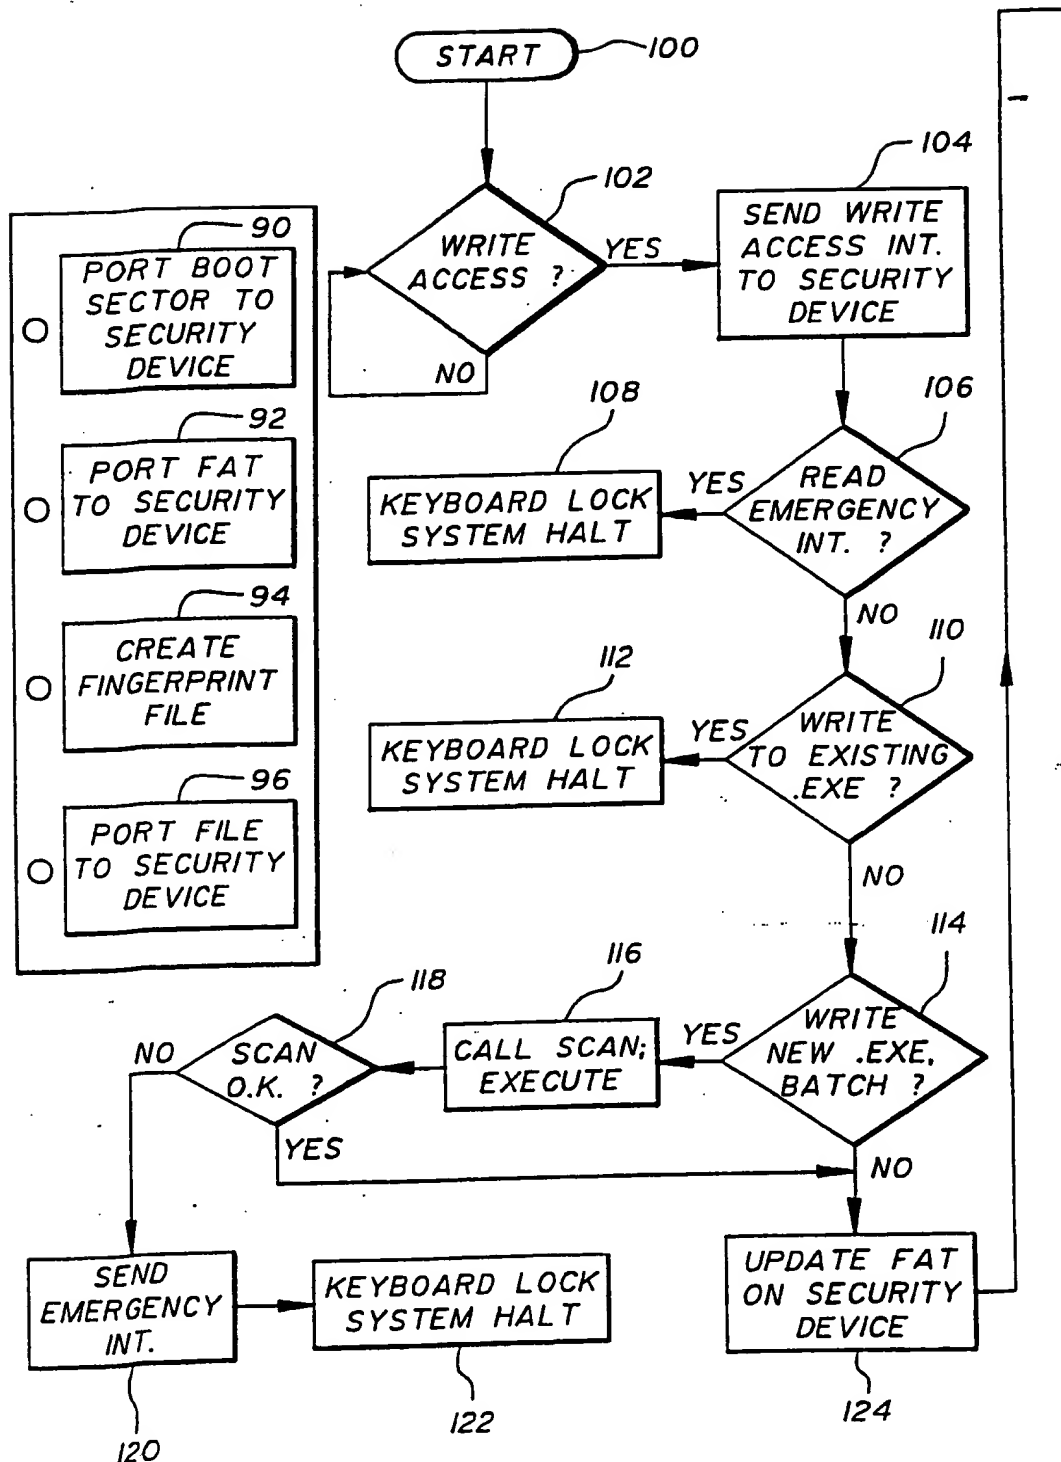 START
100
102
WRITE
ACCESS ?
YES
NO
104
SEND WRITE
ACCESS INT.
TO SECURITY
DEVICE
90
PORT BOOT
SECTOR TO
SECURITY
DEVICE
92
PORT FAT
TO SECURITY
DEVICE
94
CREATE
FINGERPRINT
FILE
96
PORT FILE
TO SECURITY
DEVICE
106
READ
EMERGENCY
INT. ?
YES
NO
108
KEYBOARD LOCK
SYSTEM HALT
110
WRITE
TO EXISTING
.EXE ?
YES
NO
112
KEYBOARD LOCK
SYSTEM HALT
114
WRITE
NEW .EXE,
BATCH ?
YES
NO
116
CALL SCAN;
EXECUTE
118
SCAN
O.K. ?
NO
YES
SEND
EMERGENCY
INT.
120
KEYBOARD LOCK
SYSTEM HALT
122
UPDATE FAT
ON SECURITY
DEVICE
124